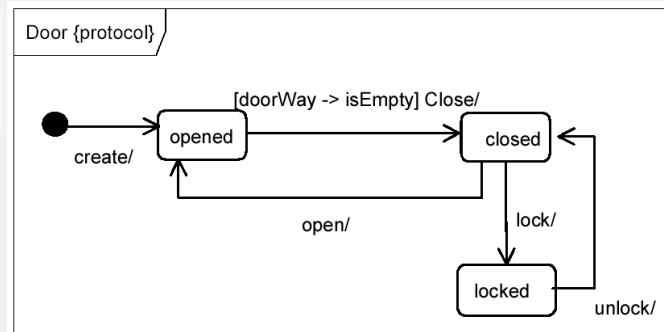 Door {protocol}
[doorWay -> isEmpty] Close/
opened
closed
create/
open/
lock/
locked
unlock/